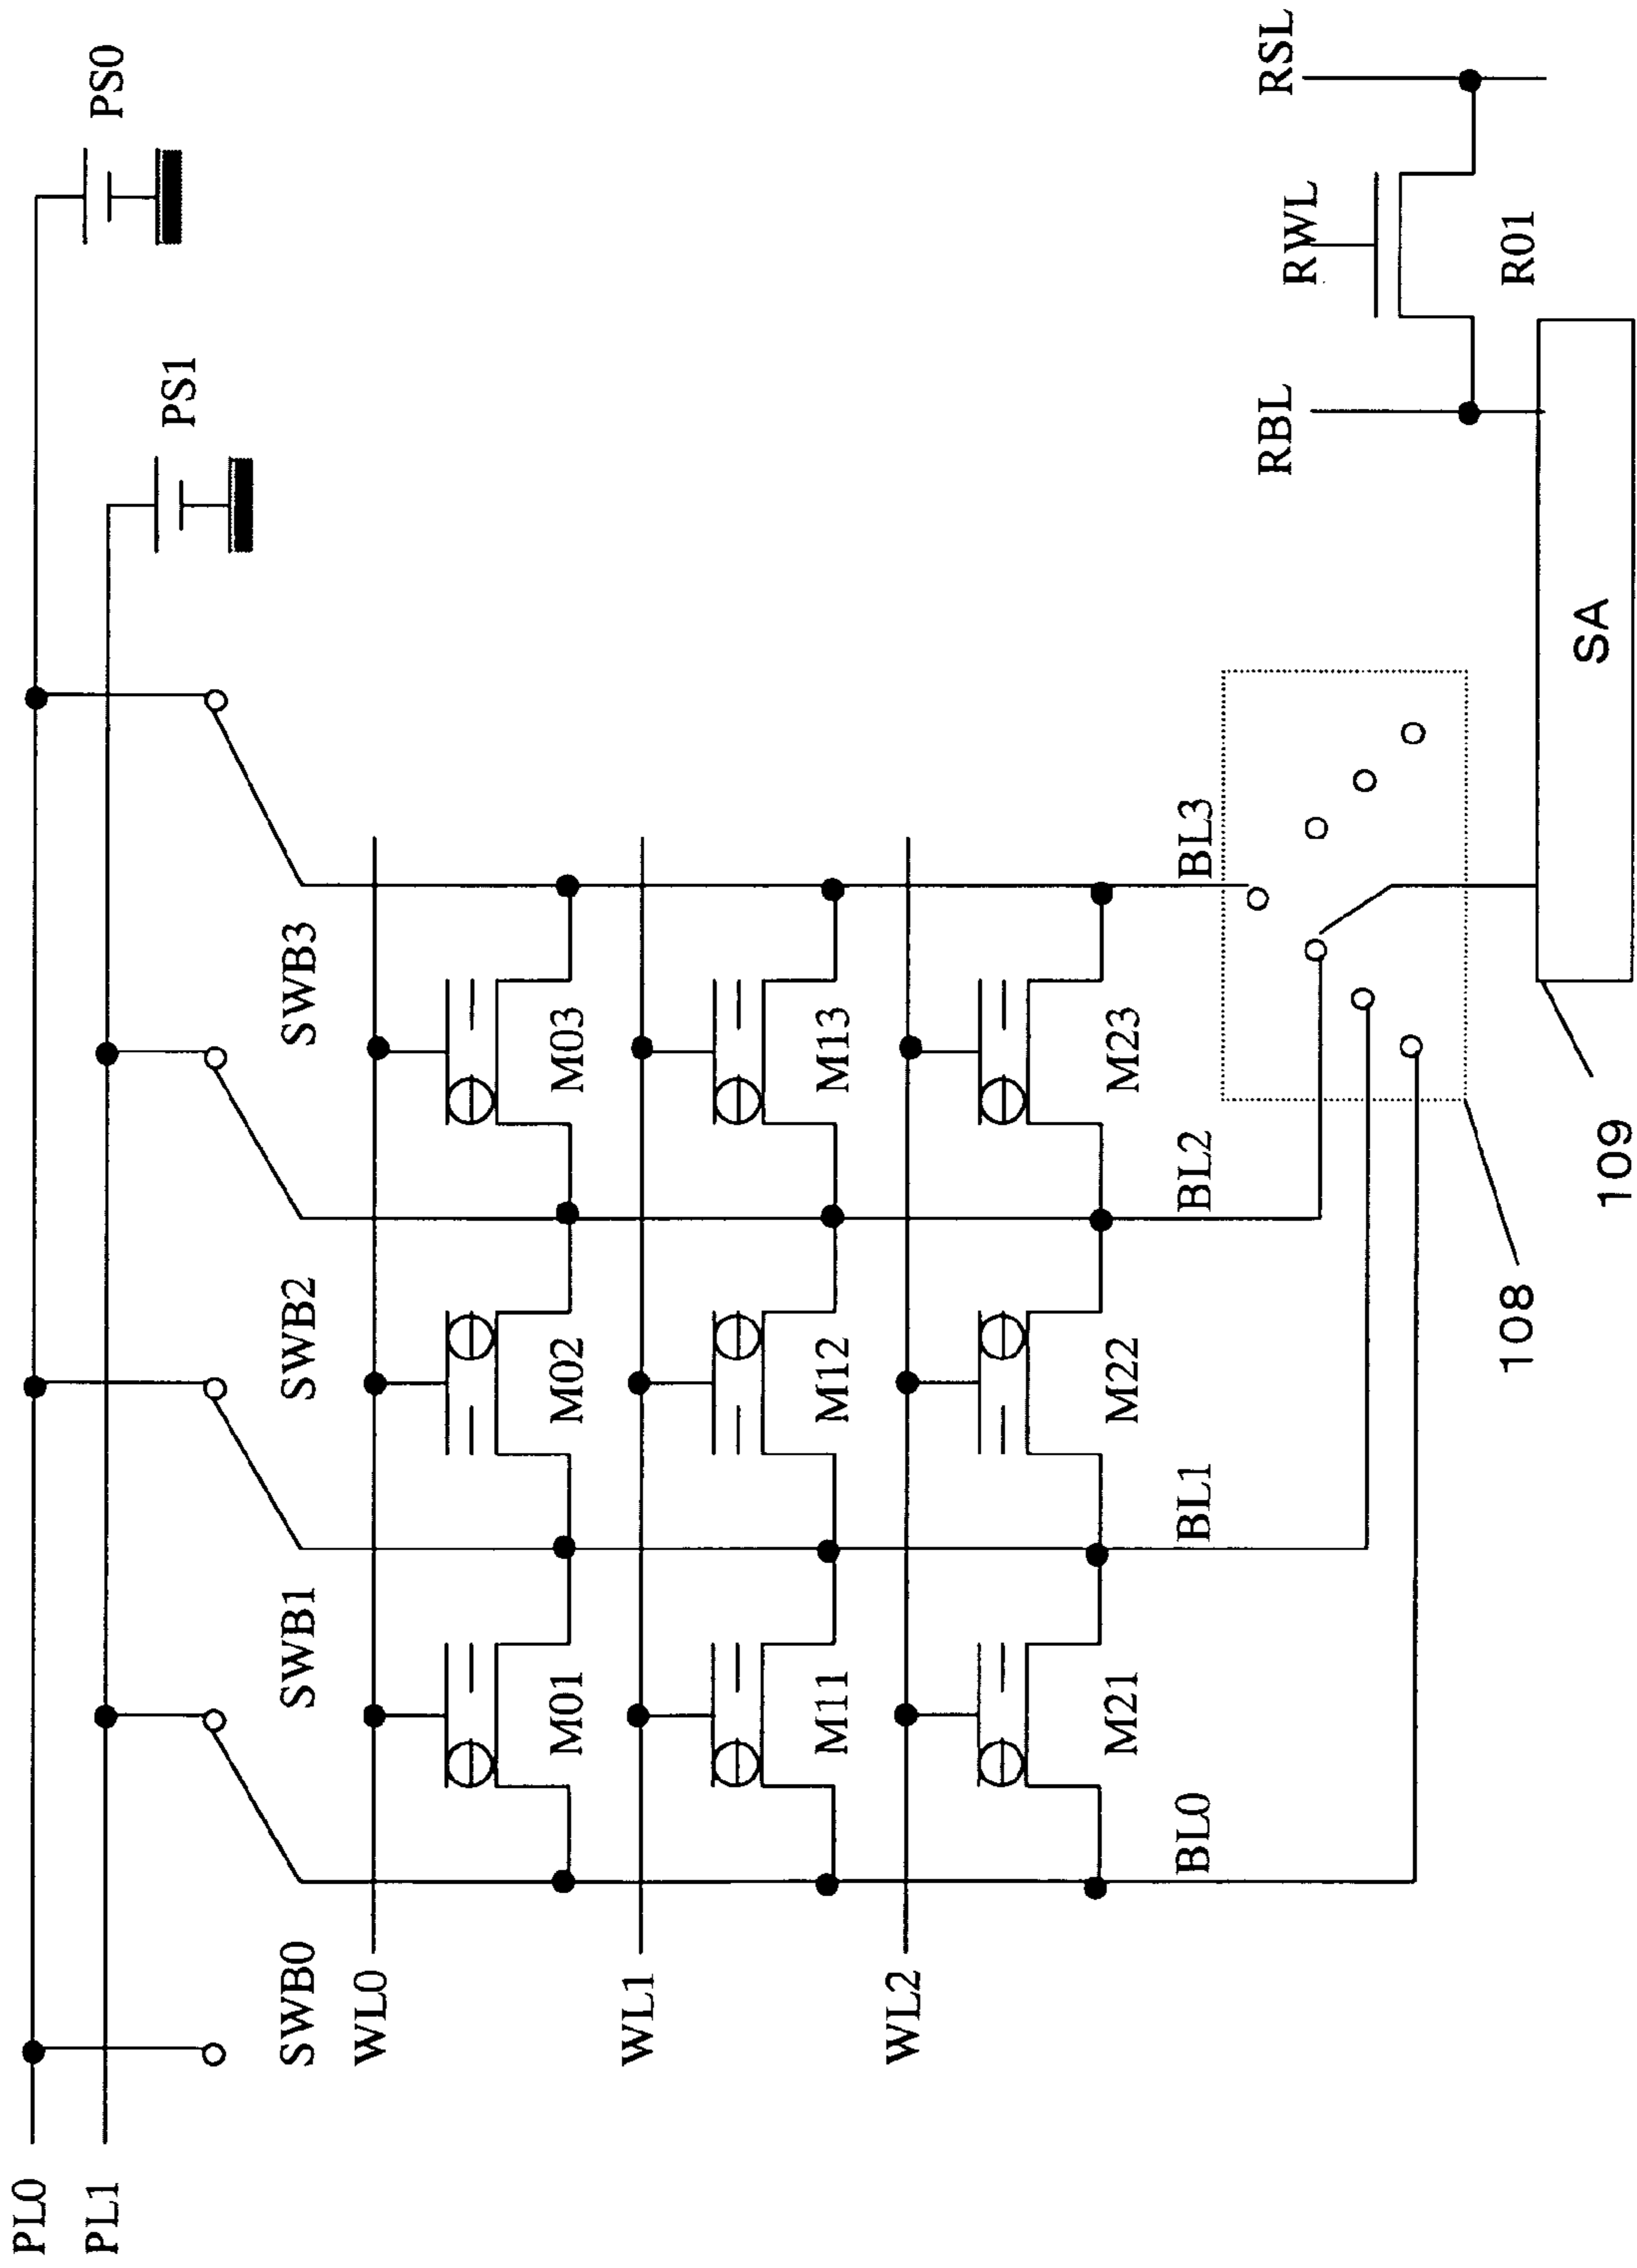 PL0
PL1
PS0
PS1
SWB0
SWB1
SWB2
SWB3
WL0
M01
M02
M03
WL1
M11
M12
M13
WL2
M21
M22
M23
BL0
BL1
BL2
BL3
RBL
RWL
RSL
R01
108
SA
109